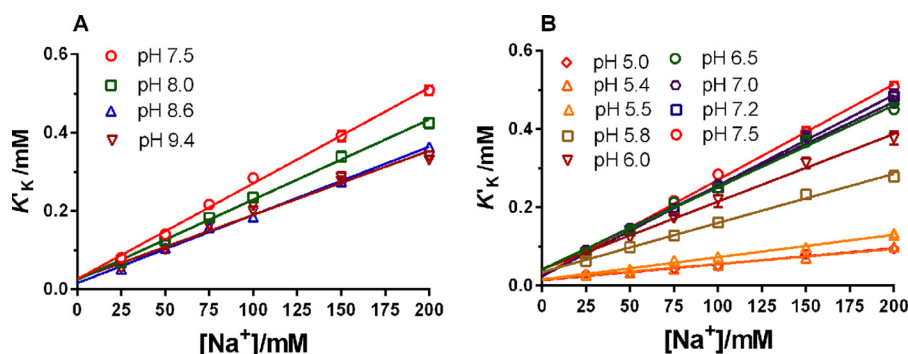 A
K'K /mM
0.6
0.4
0.2
0.0
0 25 50 75 100 125 150 175 200
[Na+]/mM
pH 7.5
pH 8.0
pH 8.6
pH 9.4
B
K'K /mM
0.6
0.4
0.2
0.0
0 25 50 75 100 125 150 175 200
[Na+]/mM
pH 5.0
pH 5.4
pH 5.5
pH 5.8
pH 6.0
pH 6.5
pH 7.0
pH 7.2
pH 7.5